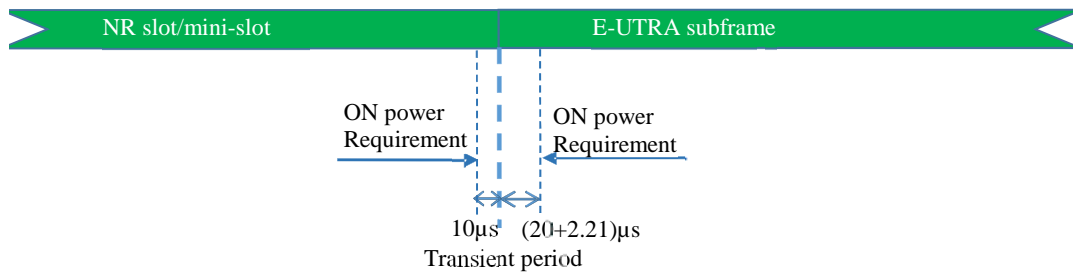 NR slot/mini-slot E-UTRA subframe
ON power
Requirement
ON power
Requirement
10μs (20+2.21)μs
Transient period